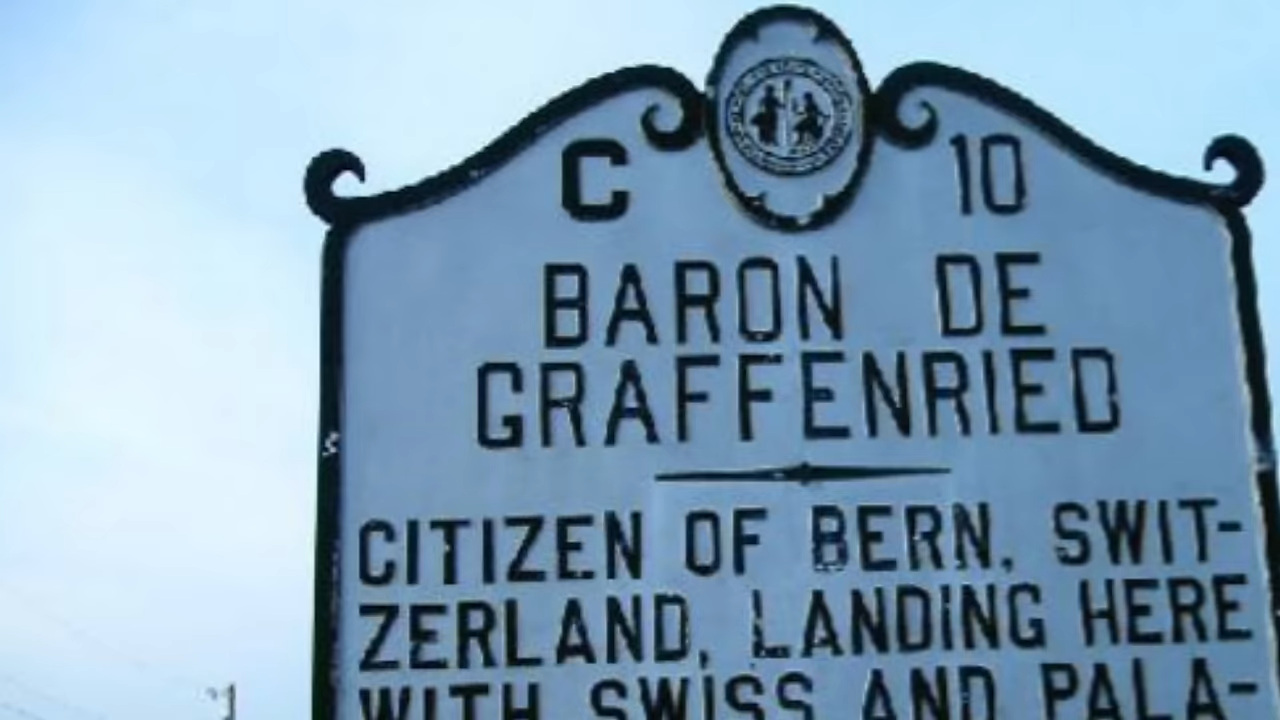 C 10
BARON DE
GRAFFENRIED
CITIZEN OF BERN, SWIT-
ZERLAND, LANDING HERE
WITH SWISS AND PALA-